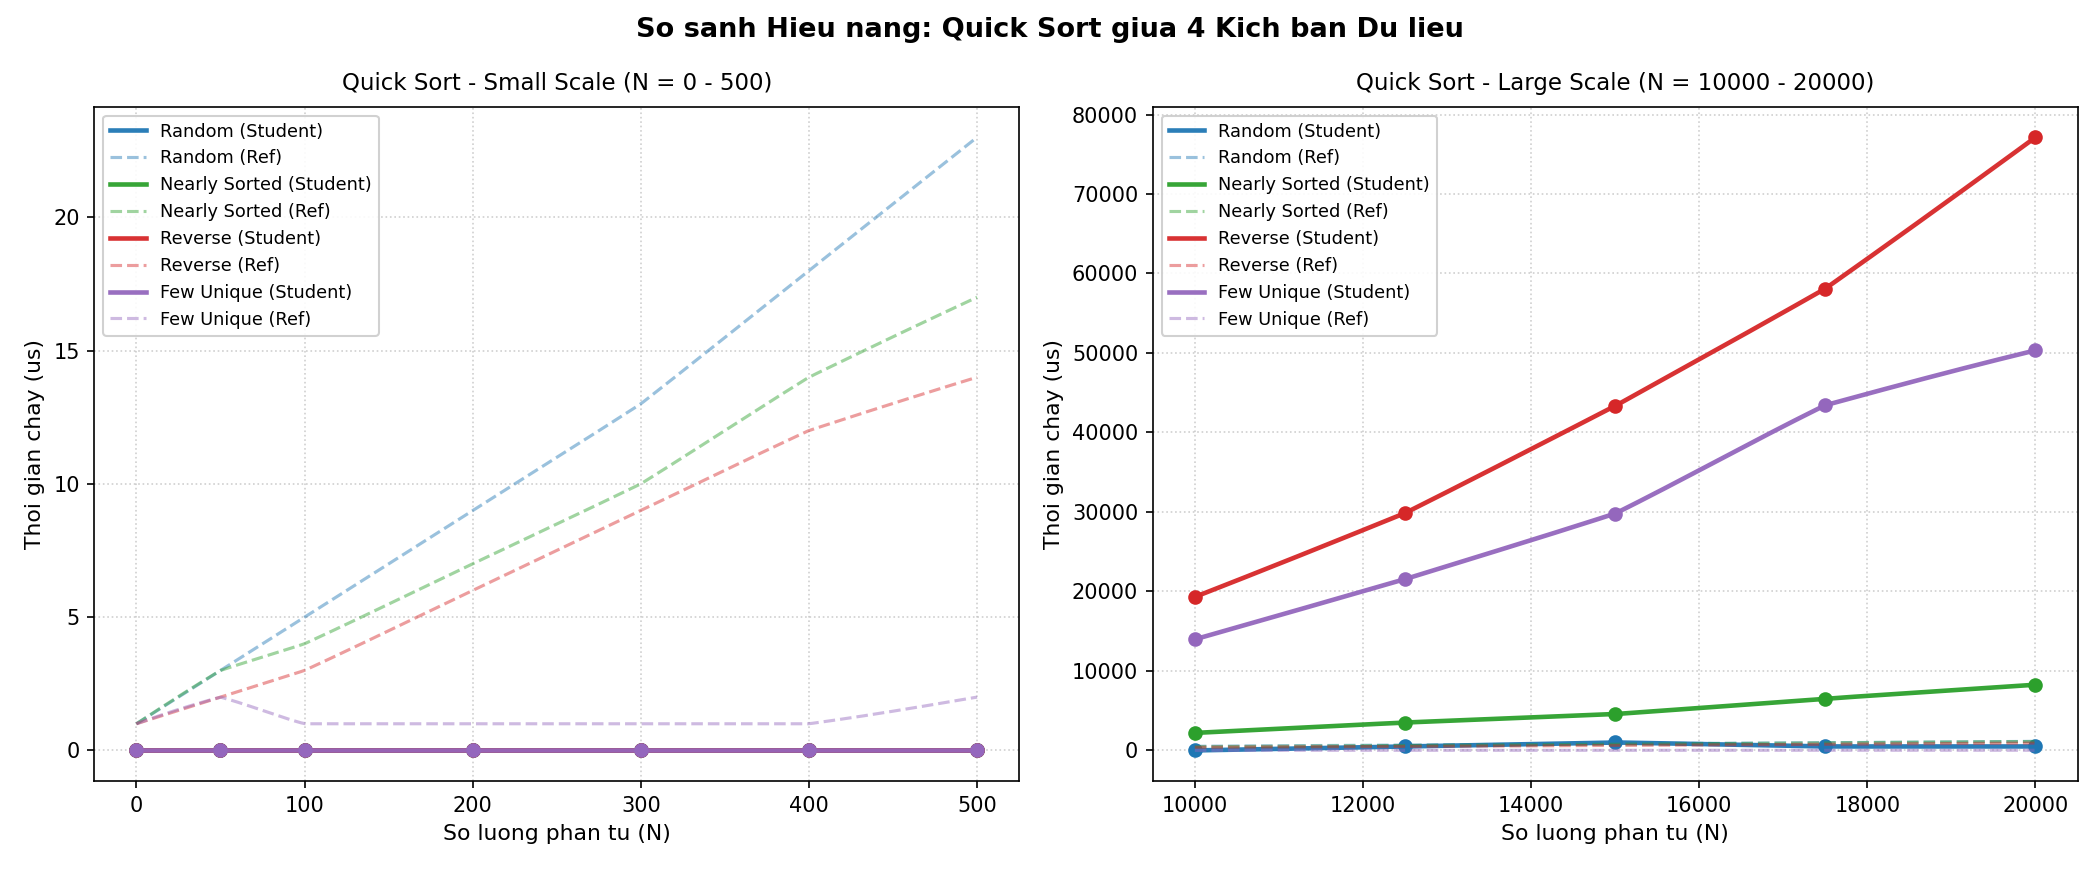 So sanh Hieu nang: Quick Sort giua 4 Kich ban Du lieu
Quick Sort - Small Scale (N = 0 - 500)
Random (Student)
Random (Ref)
Nearly Sorted (Student)
Nearly Sorted (Ref)
Reverse (Student)
Reverse (Ref)
Few Unique (Student)
Few Unique (Ref)
Thoi gian chay (us)
20
15
10
5
0
0
100
200
300
400
500
So luong phan tu (N)
Quick Sort - Large Scale (N = 10000 - 20000)
Random (Student)
Random (Ref)
Nearly Sorted (Student)
Nearly Sorted (Ref)
Reverse (Student)
Reverse (Ref)
Few Unique (Student)
Few Unique (Ref)
Thoi gian chay (us)
80000
70000
60000
50000
40000
30000
20000
10000
0
10000
12000
14000
16000
18000
20000
So luong phan tu (N)